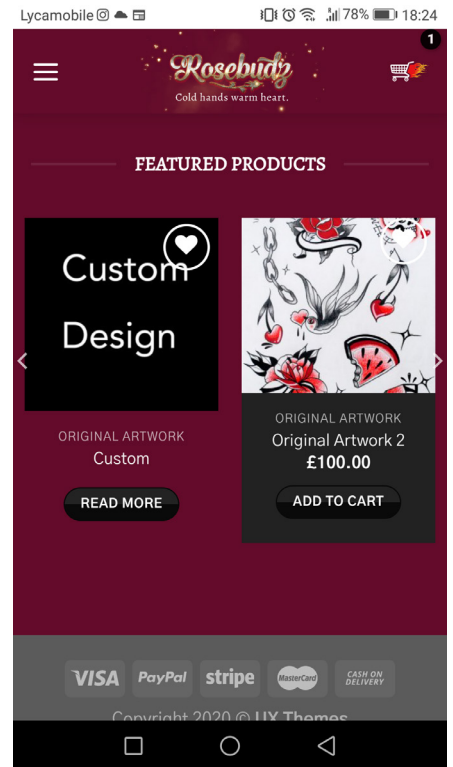 Lycamobile 78% 18:24
1
Rosebudz
Cold hands warm heart.
FEATURED PRODUCTS
Custom
Design
ORIGINAL ARTWORK
Custom
READ MORE
ORIGINAL ARTWORK
Original Artwork 2
£100.00
ADD TO CART
VISA PayPal stripe MasterCard CASH ON DELIVERY
Copyright 2020 © UX Themes